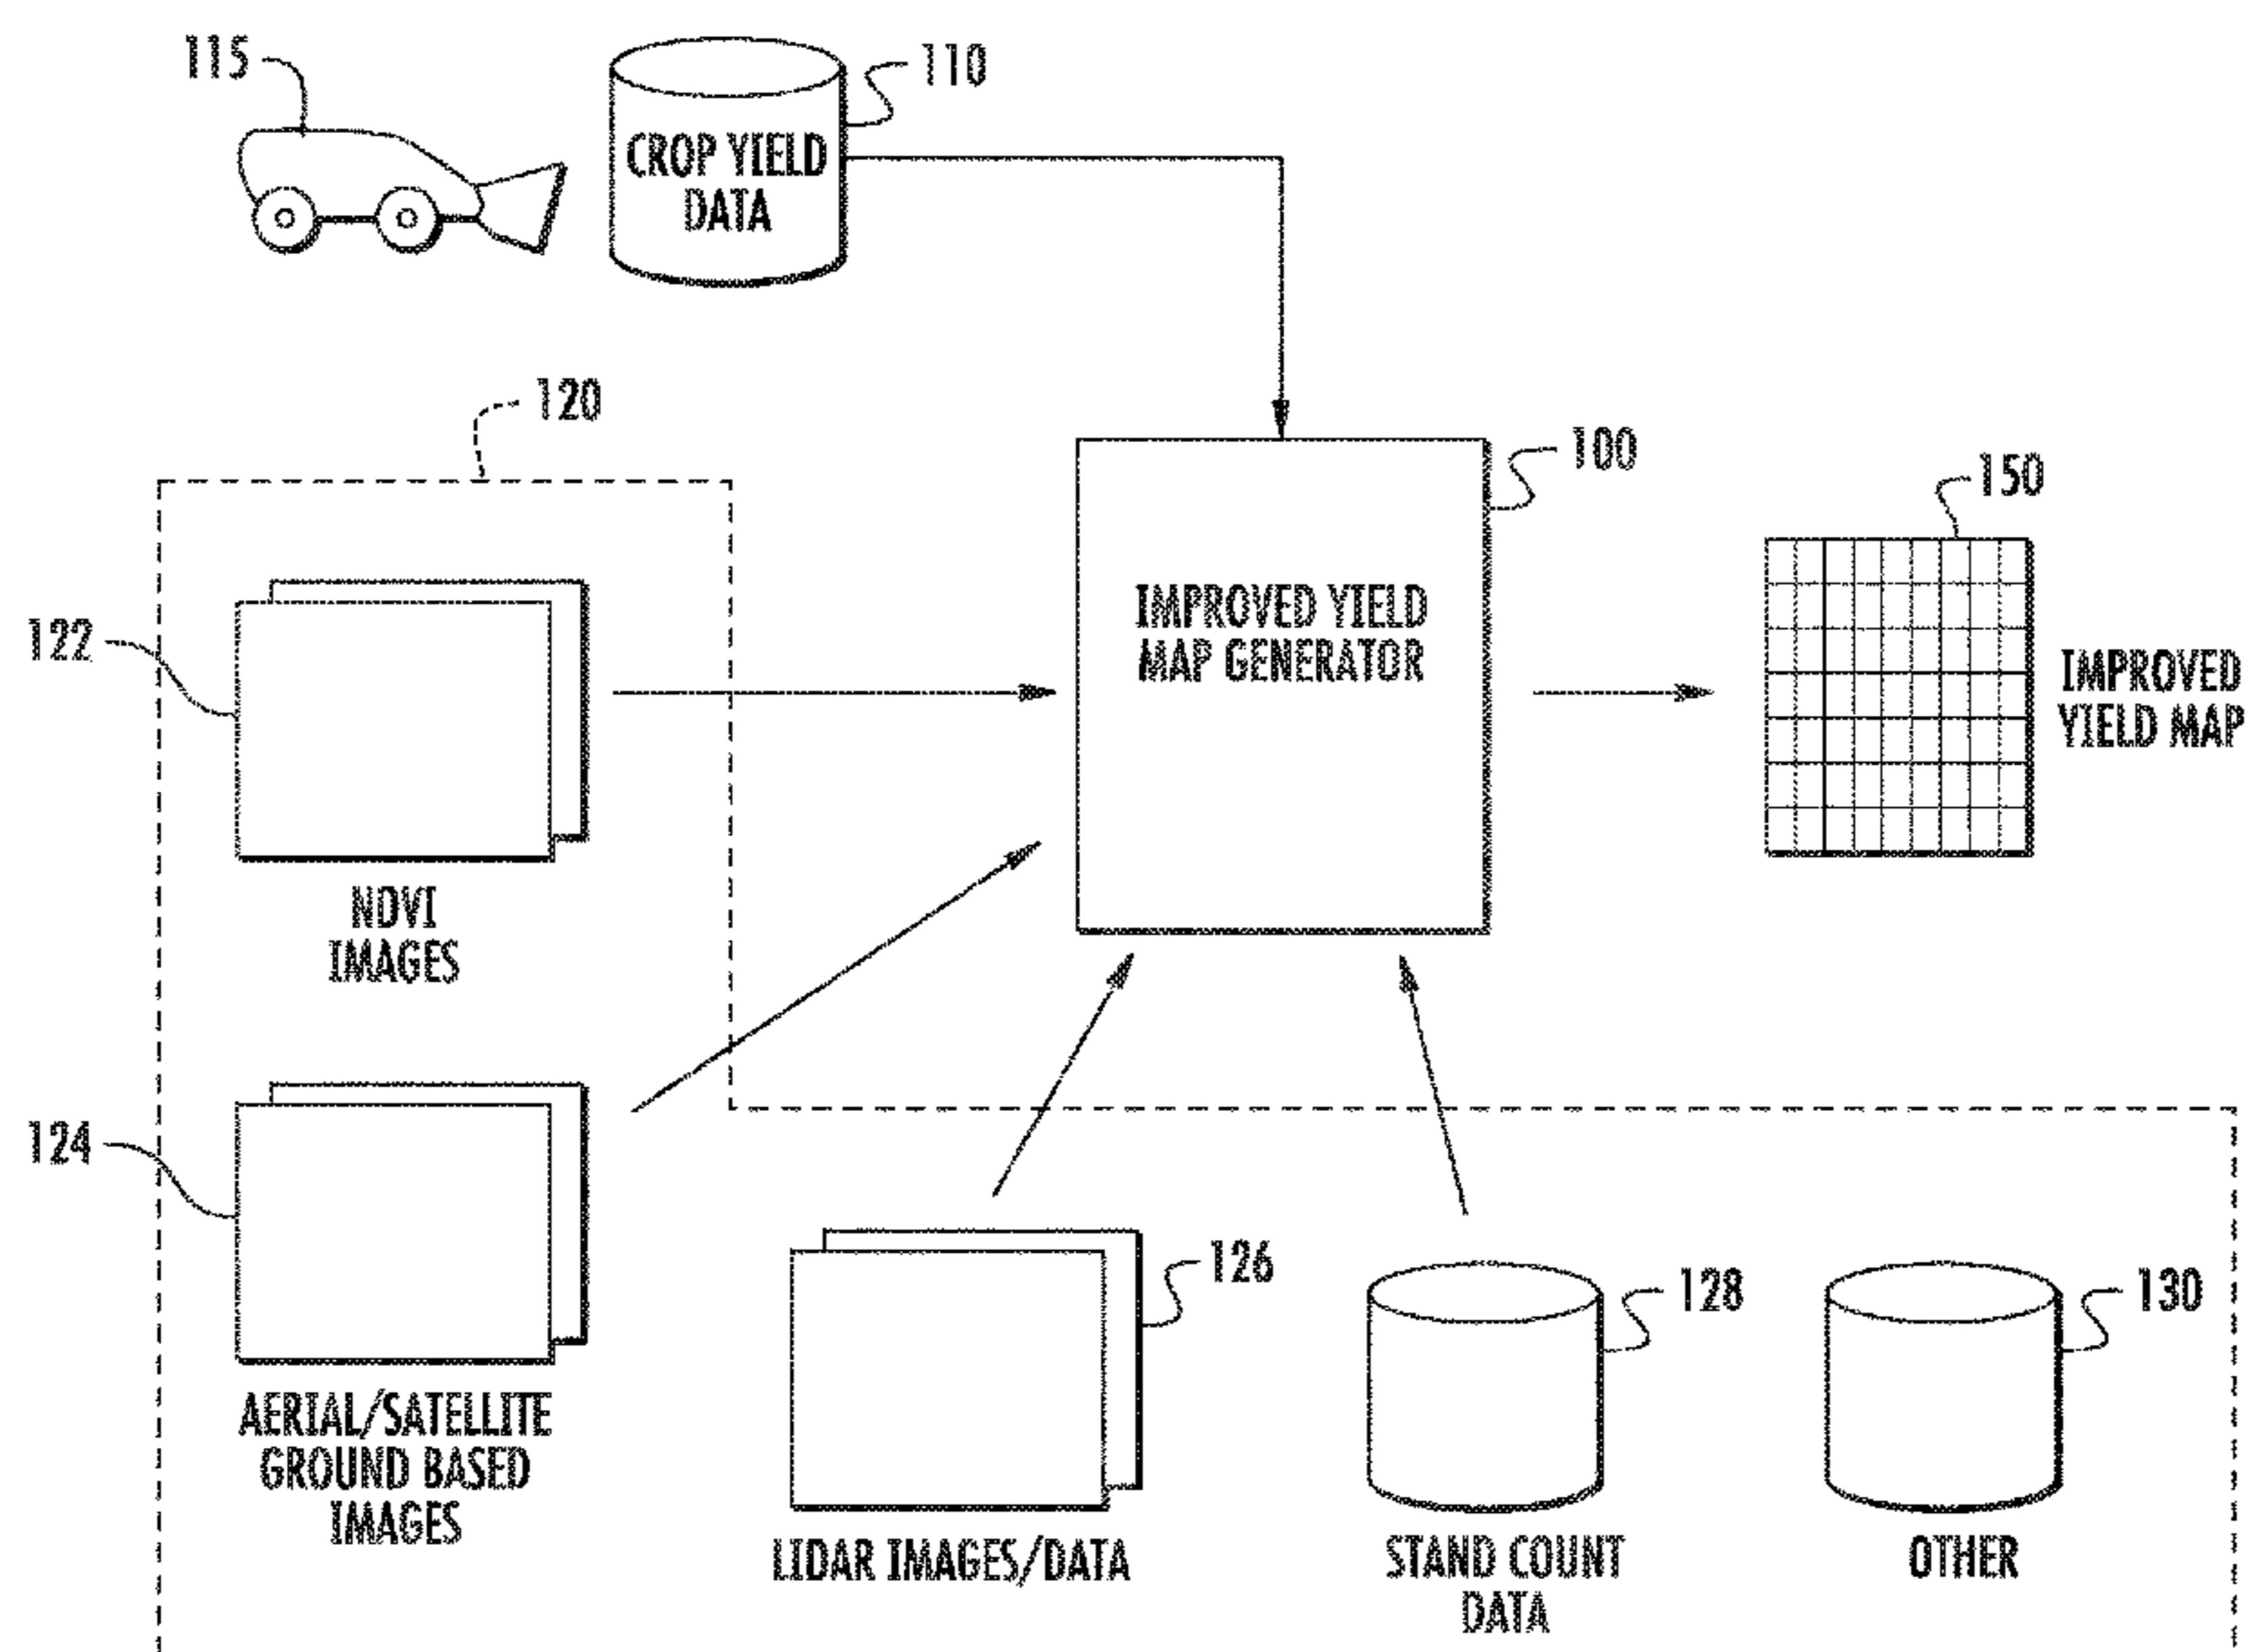 115
110
CROP YIELD
DATA
120
100
150
122
IMPROVED YIELD
MAP GENERATOR
IMPROVED
YIELD MAP
NDVI
IMAGES
124
126
128
130
AERIAL/SATELLITE
GROUND BASED
IMAGES
LIDAR IMAGES/DATA
STAND COUNT
DATA
OTHER